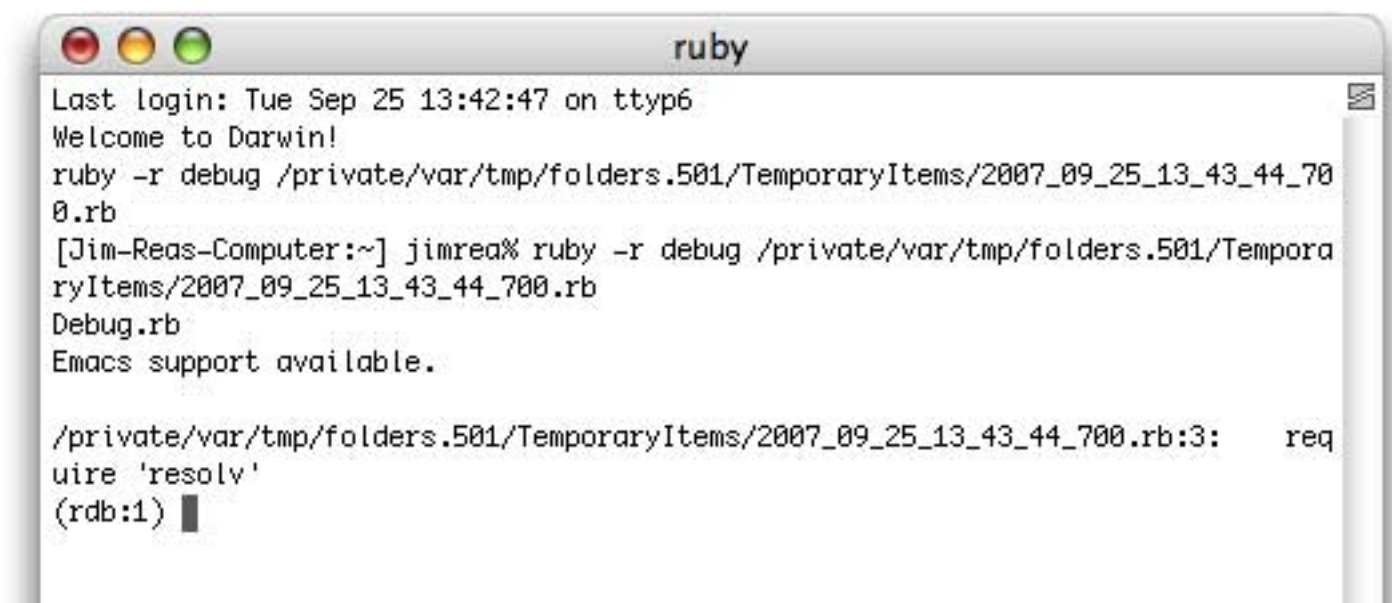 ruby
Last login: Tue Sep 25 13:42:47 on ttyp6
Welcome to Darwin!
ruby -r debug /private/var/tmp/folders.501/TemporaryItems/2007_09_25_13_43_44_70
0.rb
[Jim-Reas-Computer:~] jimrea% ruby -r debug /private/var/tmp/folders.501/Tempora
ryItems/2007_09_25_13_43_44_700.rb
Debug.rb
Emacs support available.
/private/var/tmp/folders.501/TemporaryItems/2007_09_25_13_43_44_700.rb:3:    req
uire 'resolv'
(rdb:1)